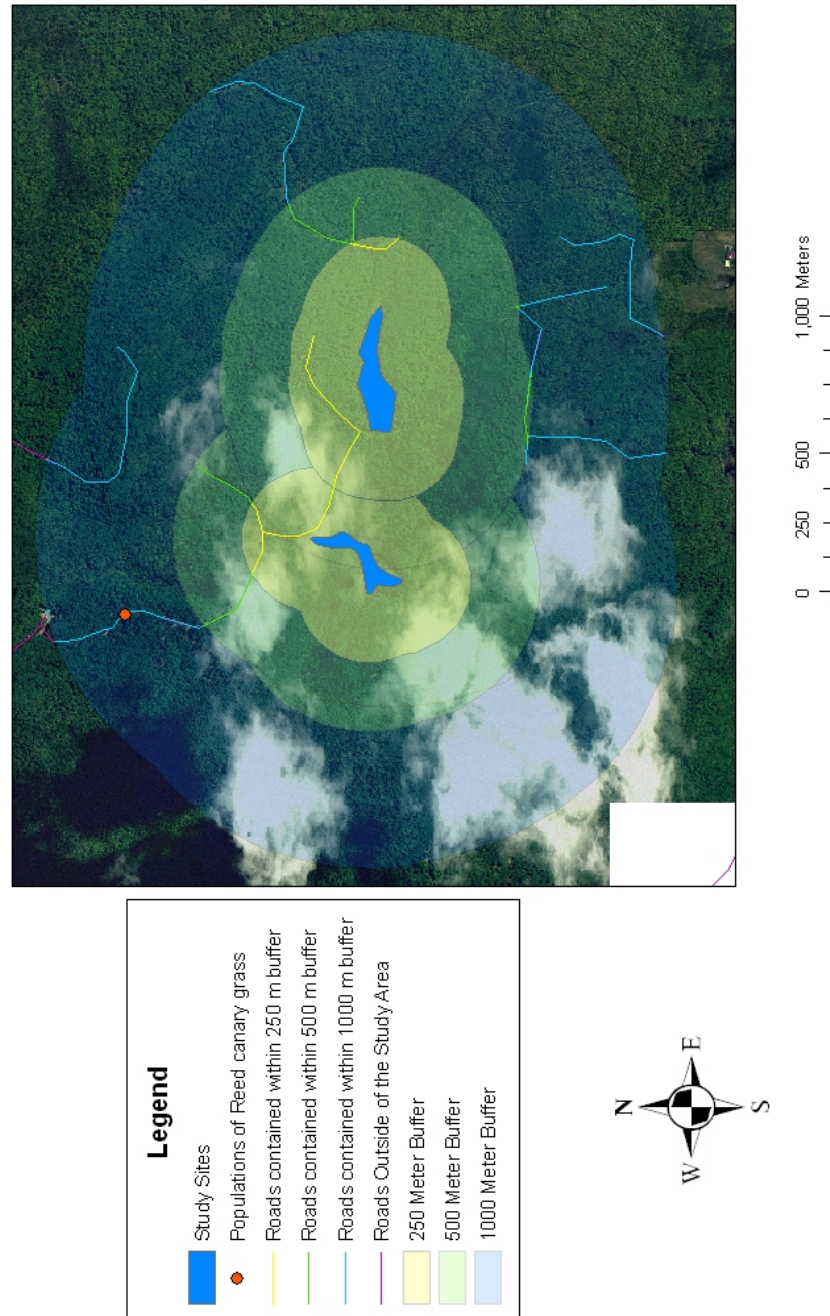 Legend
Study Sites
Populations of Reed canary grass
Roads contained within 250 m buffer
Roads contained within 500 m buffer
Roads contained within 1000 m buffer
Roads Outside of the Study Area
250 Meter Buffer
500 Meter Buffer
1000 Meter Buffer
N
W
E
S
0
250
500
1,000 Meters